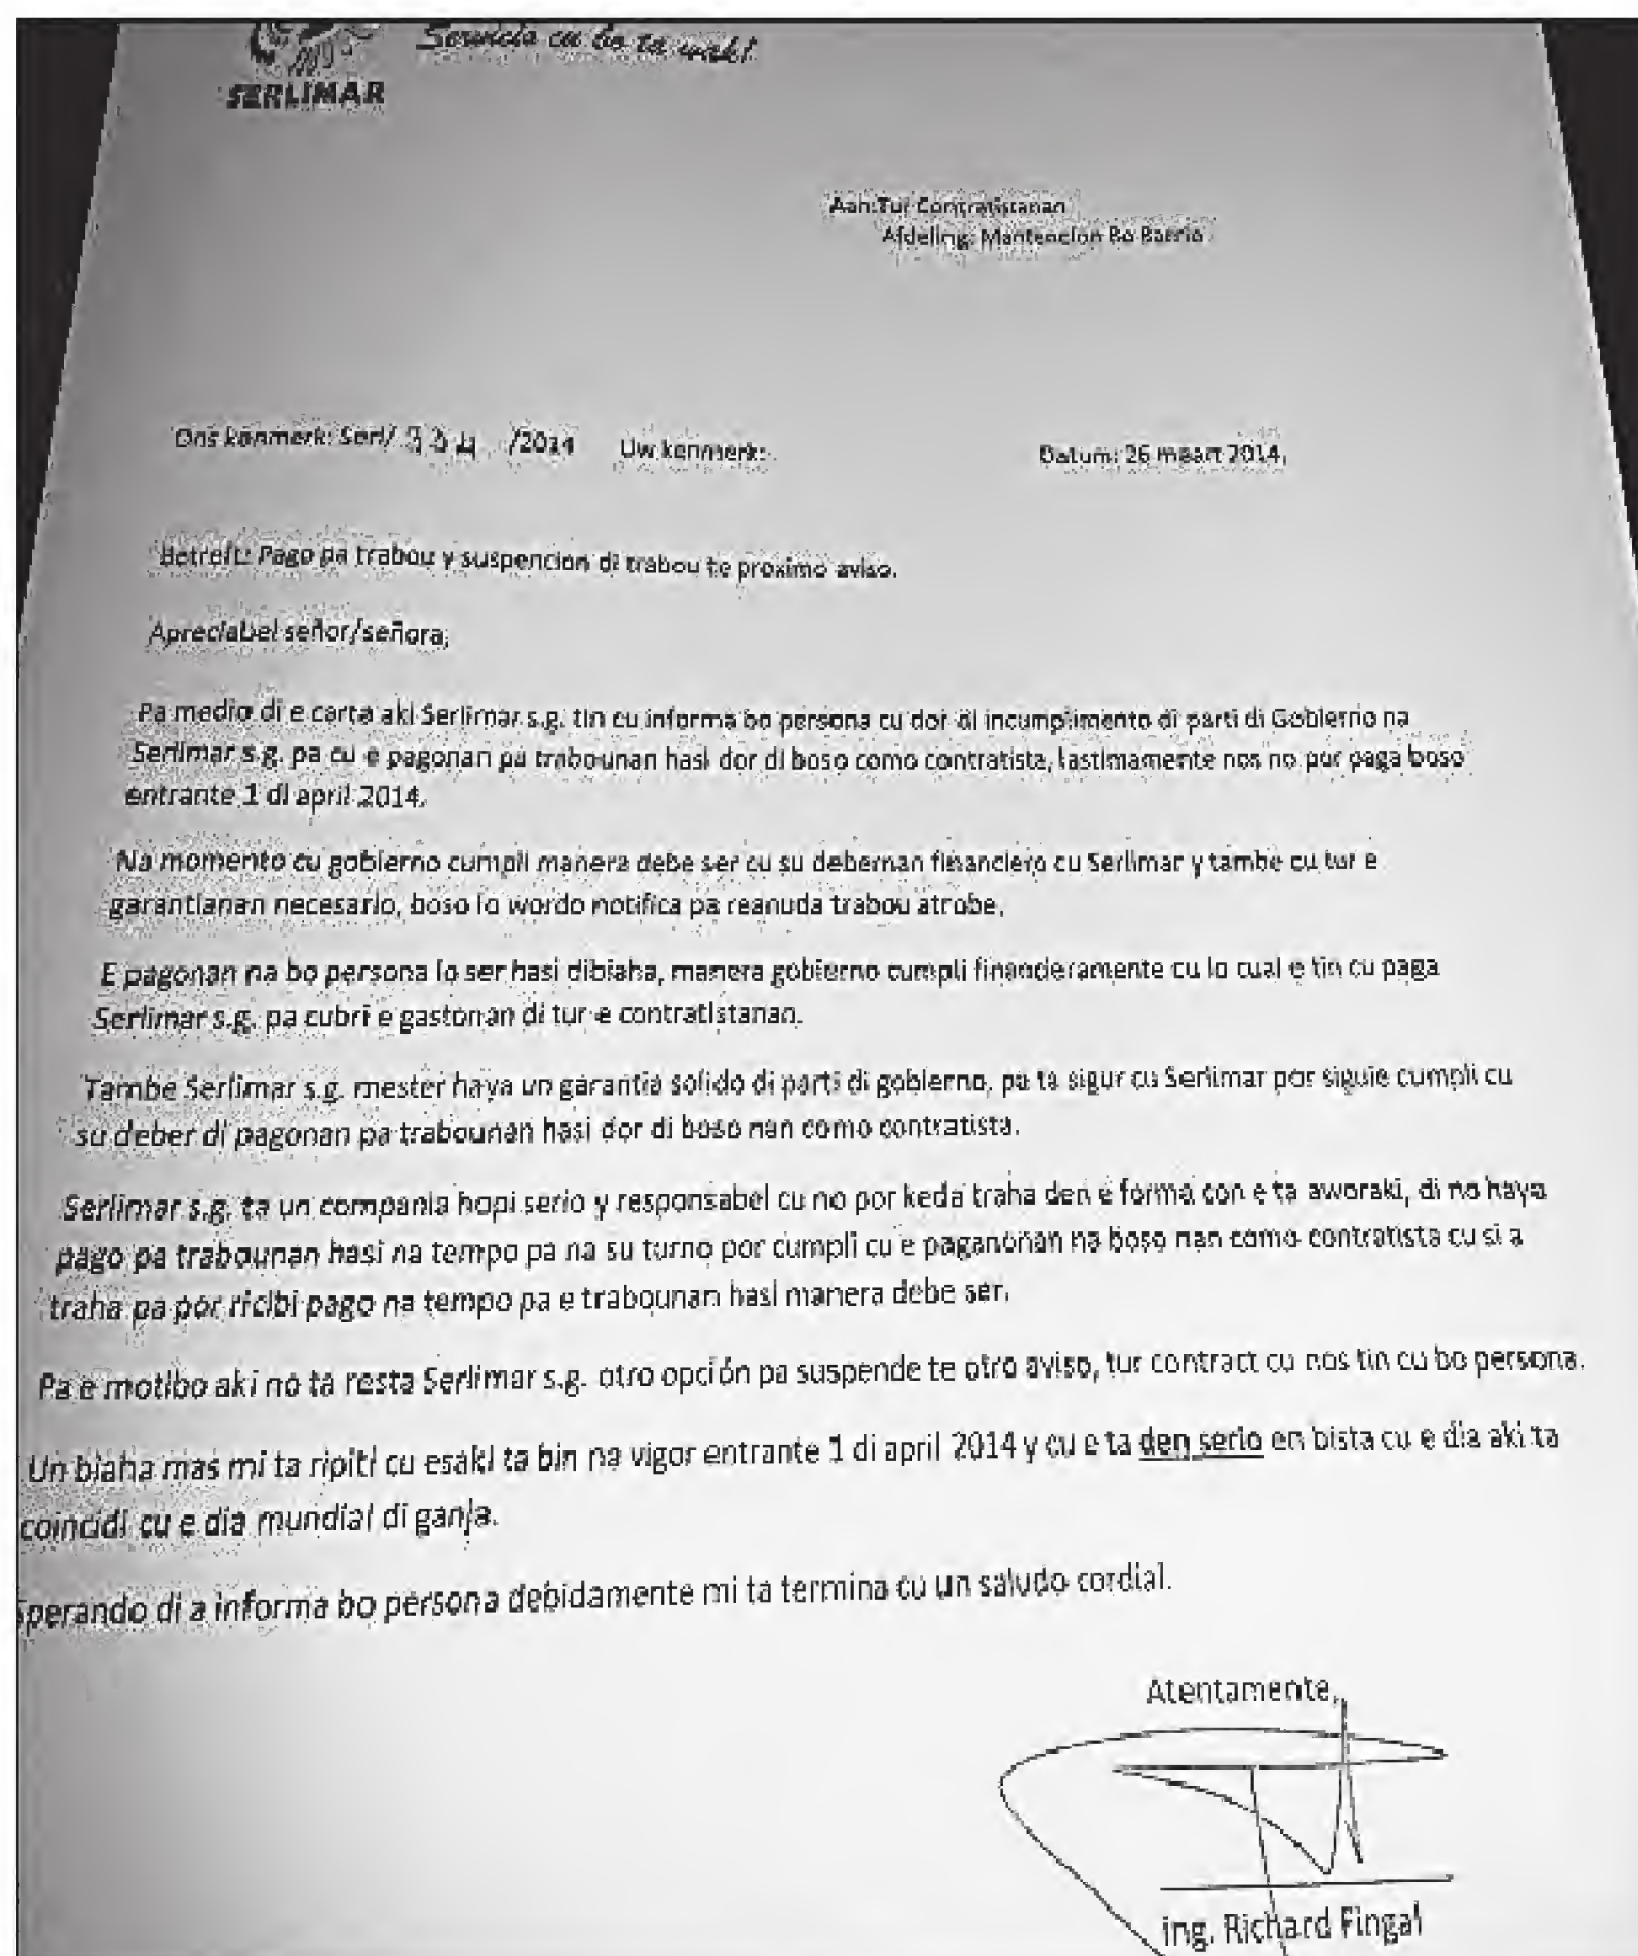 Servicio cu bo ta mak!
SERLIMAR
Aan: Tur Contratistanan
Afdeling: Mantencion Bo Barrio
Ons kenmerk: Serl/ /2014 Uw kenmerk:
Datum: 26 maart 2014.
Betreft: Pago pa trabou y suspencion di trabou te proximo aviso.
Apreciabel señor/señora,
Pa medio di e carta aki Serlimar s.g. tin cu informa bo persona cu dor di incumplimento di parti di Gobierno na
Serlimar s.g. pa cu e pagonan pa trabounan hasi dor di boso como contratista, lastimamente nos no por paga boso
entrante 1 di april 2014.
Na momento cu gobierno cumpli manera debe ser cu su debernan financiero cu Serlimar y tambe cu tur e
garantianan necesario, boso lo wordo notifica pa reanuda trabou atrobe.
E pagonan na bo persona lo ser hasi dibiaha, manera gobierno cumpli financieramente cu lo cual e tin cu paga
Serlimar s.g. pa cubri e gastonan di tur e contratistanan.
Tambe Serlimar s.g. mester haya un garantia solido di parti di gobierno, pa ta sigur cu Serlimar por siguie cumpli cu
su deber di pagonan pa trabounan hasi dor di boso nan como contratista.
Serlimar s.g. ta un compania hopi serio y responsabel cu no por keda traha den e forma con e ta aworaki, di no haya
pago pa trabounan hasi na tempo pa na su turno por cumpli cu e paganonan na boso nan como contratista cu si a
traha pa por ricibi pago na tempo pa e trabounan hasi manera debe ser.
Pa e motibo aki no ta resta Serlimar s.g. otro opción pa suspende te otro aviso, tur contract cu nos tin cu bo persona.
Un biaha mas mi ta ripiti cu esaki ta bin na vigor entrante 1 di april 2014 y cu e ta den serio en bista cu e dia aki ta
coincidi cu e dia mundial di ganja.
sperando di a informa bo persona debidamente mi ta termina cu un saludo cordial.
Atentamente,
ing. Richard Fingal